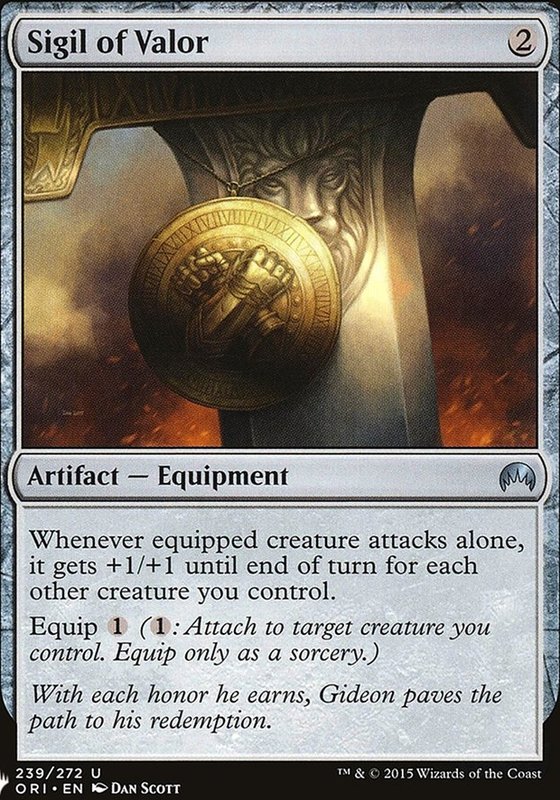 Sigil of Valor 2
Artifact — Equipment
Whenever equipped creature attacks alone,
it gets +1/+1 until end of turn for each
other creature you control.
Equip 1 (1: Attach to target creature you
control. Equip only as a sorcery.)
With each honor he earns, Gideon paves the
path to his redemption.
239/272 U
ORI • EN Dan Scott
™ & © 2015 Wizards of the Coast